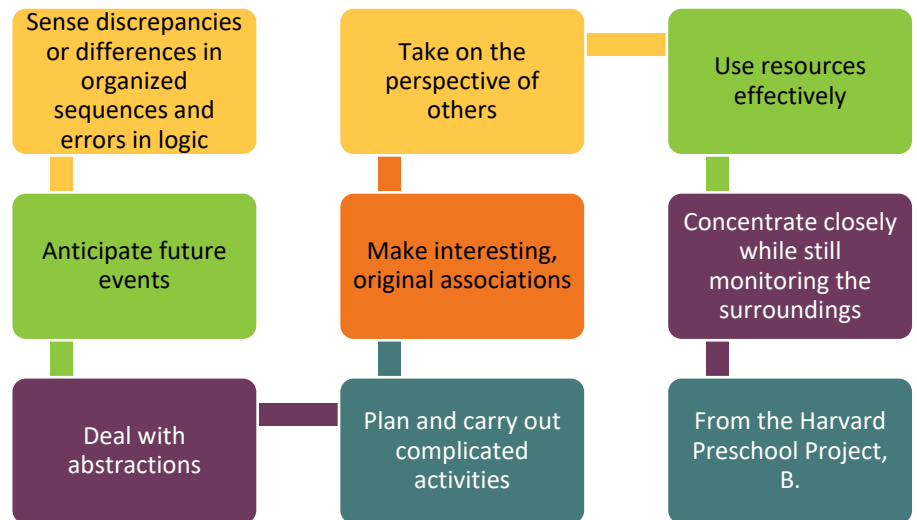 Sense discrepancies
or differences in
organized
sequences and
errors in logic
Anticipate future
events
Deal with
abstractions
Plan and carry out
complicated
activities
Make interesting,
original associations
Take on the
perspective of
others
Use resources
effectively
Concentrate closely
while still
monitoring the
surroundings
From the Harvard
Preschool Project,
B.